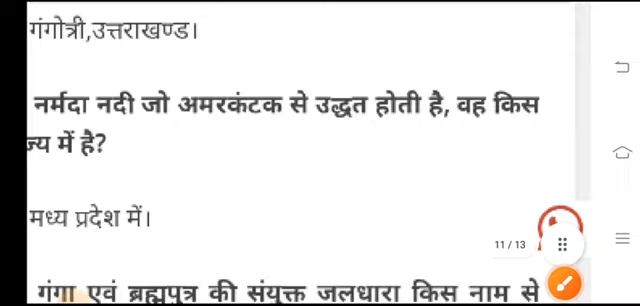 गंगोत्री,उत्तराखण्ड।
नर्मदा नदी जो अमरकंटक से उद्धत होती है, वह किस
ज्य में है?
मध्य प्रदेश में।
11 / 13
गंगा एवं ब्रह्मपुत्र की संयुक्त जलधारा किस नाम से